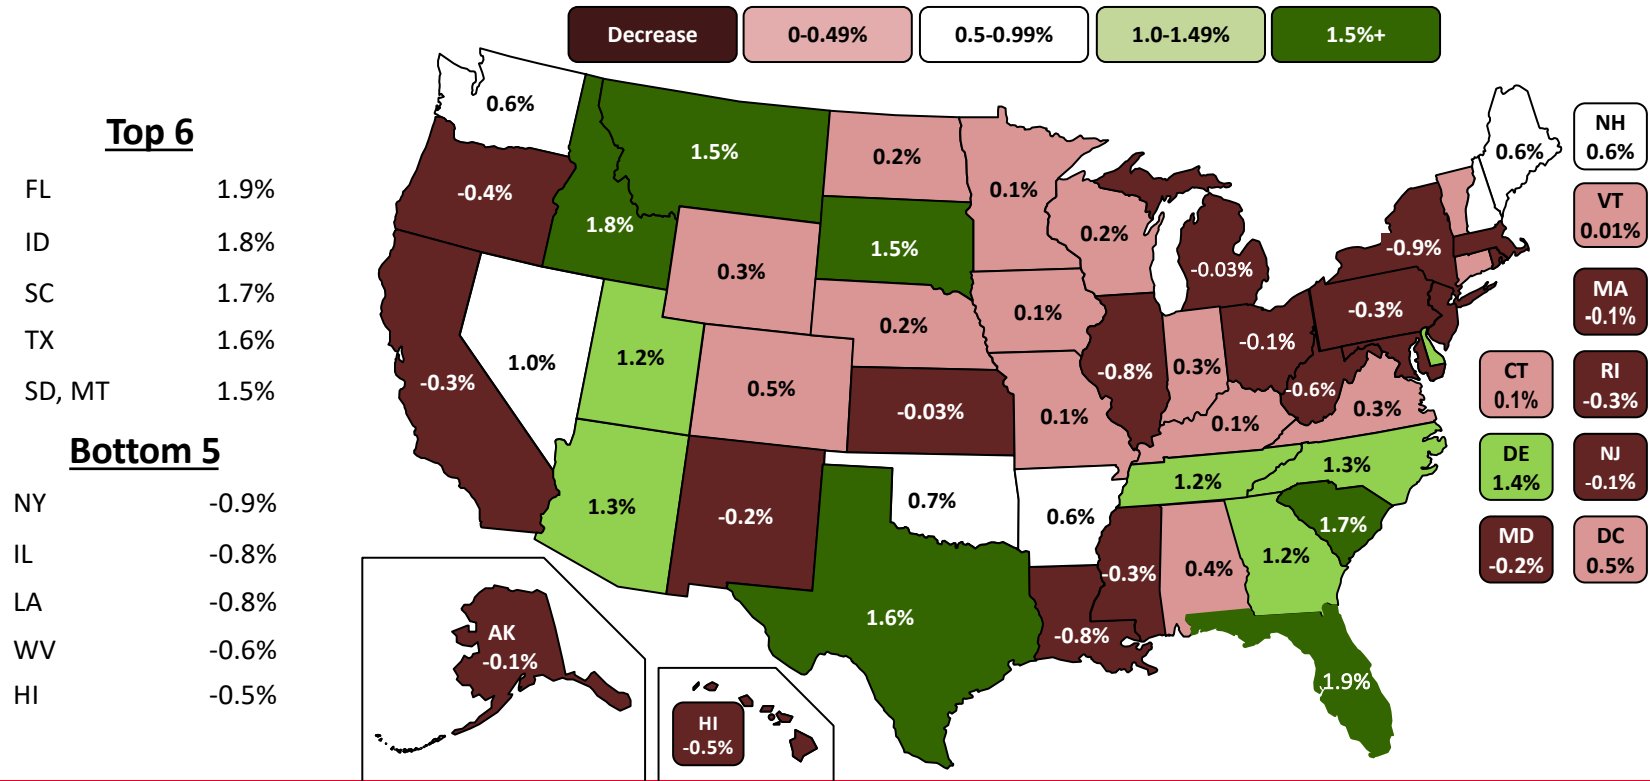 Decrease 0-0.49% 0.5-0.99% 1.0-1.49% 1.5%+
Top 6
FL 1.9%
ID 1.8%
SC 1.7%
TX 1.6%
SD, MT 1.5%
Bottom 5
NY -0.9%
IL -0.8%
LA -0.8%
WV -0.6%
HI -0.5%
0.6%
-0.4%
1.5%
1.8%
0.2%
0.1%
1.5%
0.3%
0.2%
-0.03%
0.6%
-0.9%
-0.3%
1.0%
1.2%
0.5%
0.2%
0.1%
-0.8%
0.3%
-0.1%
-0.3%
-0.6%
-0.3%
-0.03%
0.1%
0.1%
0.3%
1.3%
-0.2%
0.7%
0.6%
1.2%
1.3%
1.7%
1.6%
-0.8%
-0.3%
0.4%
1.2%
1.9%
AK
-0.1%
HI
-0.5%
NH
0.6%
VT
0.01%
MA
-0.1%
CT
0.1%
RI
-0.3%
DE
1.4%
NJ
-0.1%
MD
-0.2%
DC
0.5%